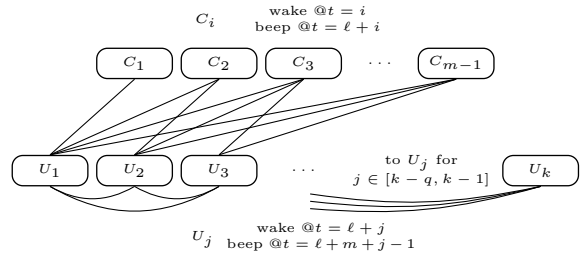 C_i wake @t = i
beep @t = ℓ + i
C_1 C_2 C_3 · · · C_{m−1}
U_1 U_2 U_3 · · · to U_j for U_k
j ∈ [k − q, k − 1]
U_j wake @t = ℓ + j
beep @t = ℓ + m + j − 1